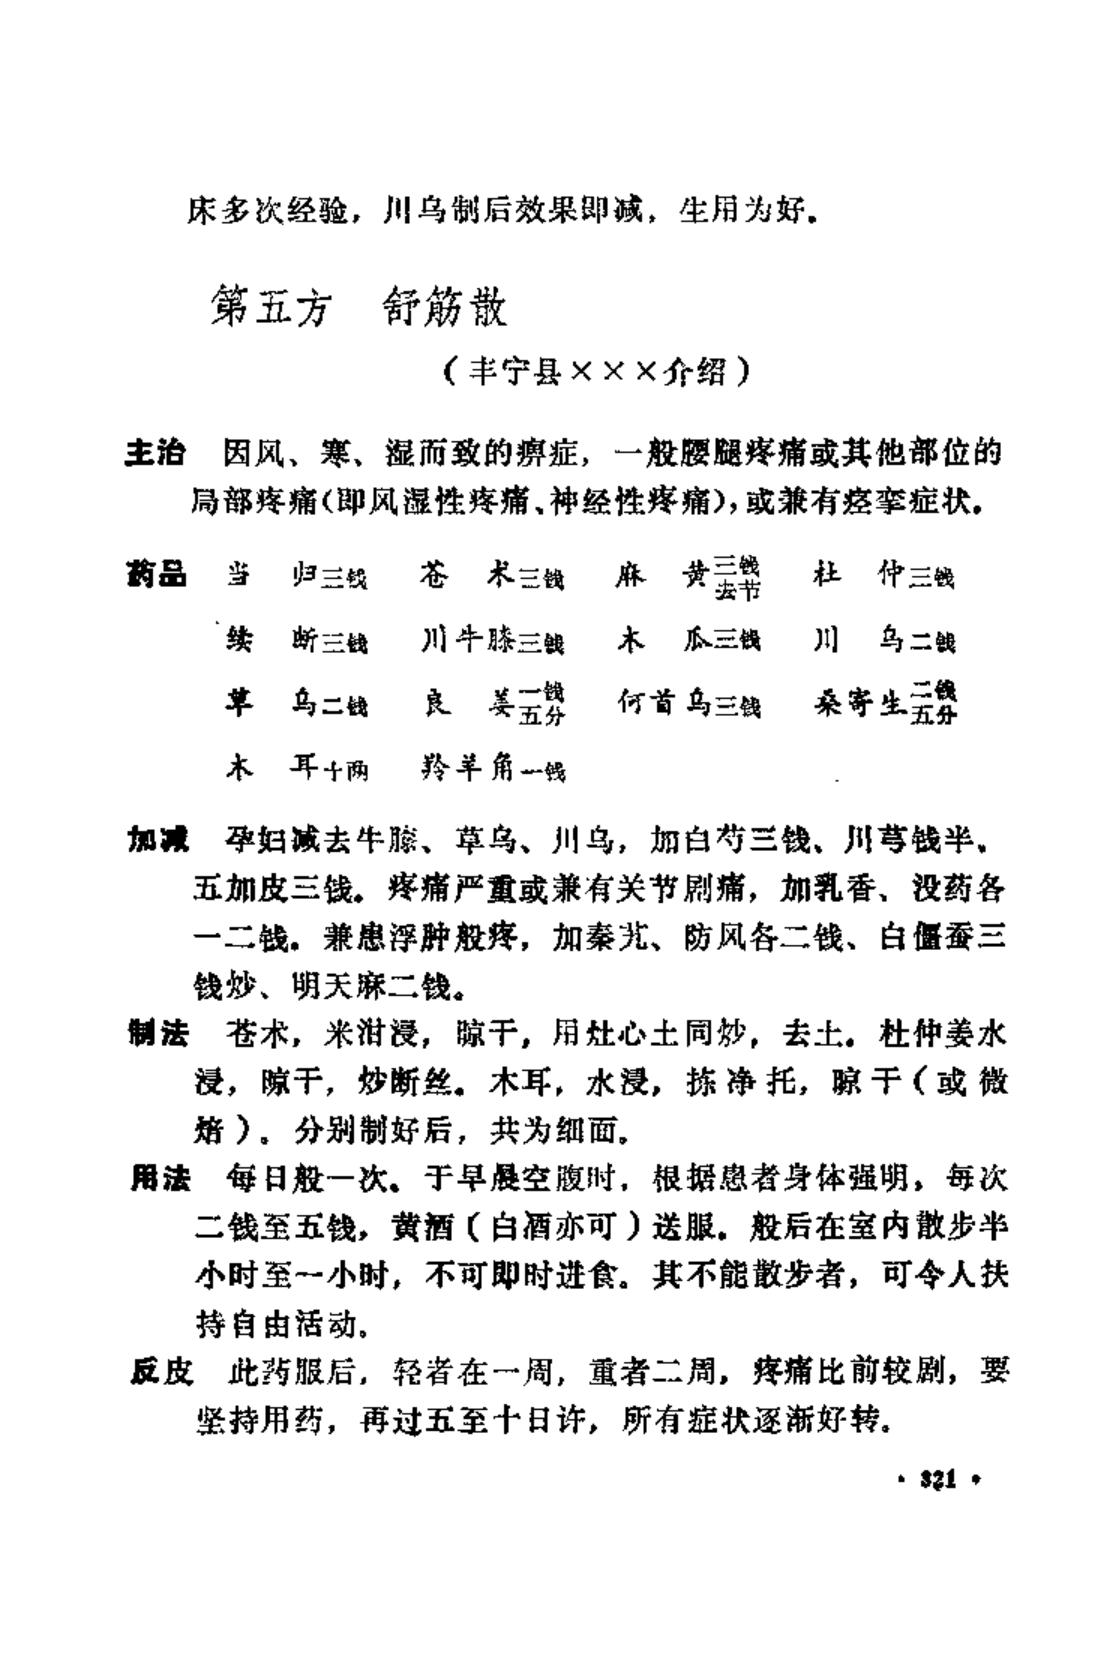 床多次经验，川乌制后效果即减，生用为好。
第五方　舒筋散
（丰宁县×××介绍）
主治　因风、寒、湿而致的痹症，一般腰腿疼痛或其他部位的
局部疼痛(即风湿性疼痛、神经性疼痛)，或兼有痉挛症状。
药品　当　归三钱　苍　术三钱　麻　黄三钱去节　杜　仲三钱
续　断三钱　川牛膝三钱　木　瓜三钱　川　乌二钱
草　乌二钱　良　姜一钱五分　何首乌三钱　桑寄生二钱五分
木　耳十两　羚羊角一钱
加减　孕妇减去牛膝、草乌、川乌，加白芍三钱、川芎钱半、
五加皮三钱。疼痛严重或兼有关节剧痛，加乳香、没药各
一二钱。兼患浮肿般疼，加秦艽、防风各二钱、白僵蚕三
钱炒、明天麻二钱。
制法　苍术，米泔浸，晾干，用灶心土同炒，去土。杜仲姜水
浸，晾干，炒断丝。木耳，水浸，拣净托，晾干（或微
焙）。分别制好后，共为细面。
用法　每日般一次。于早晨空腹时，根据患者身体强明，每次
二钱至五钱，黄酒（白酒亦可）送服。般后在室内散步半
小时至一小时，不可即时进食。其不能散步者，可令人扶
持自由活动。
反皮　此药服后，轻者在一周，重者二周，疼痛比前较剧，要
坚持用药，再过五至十日许，所有症状逐渐好转。
· 321 ·